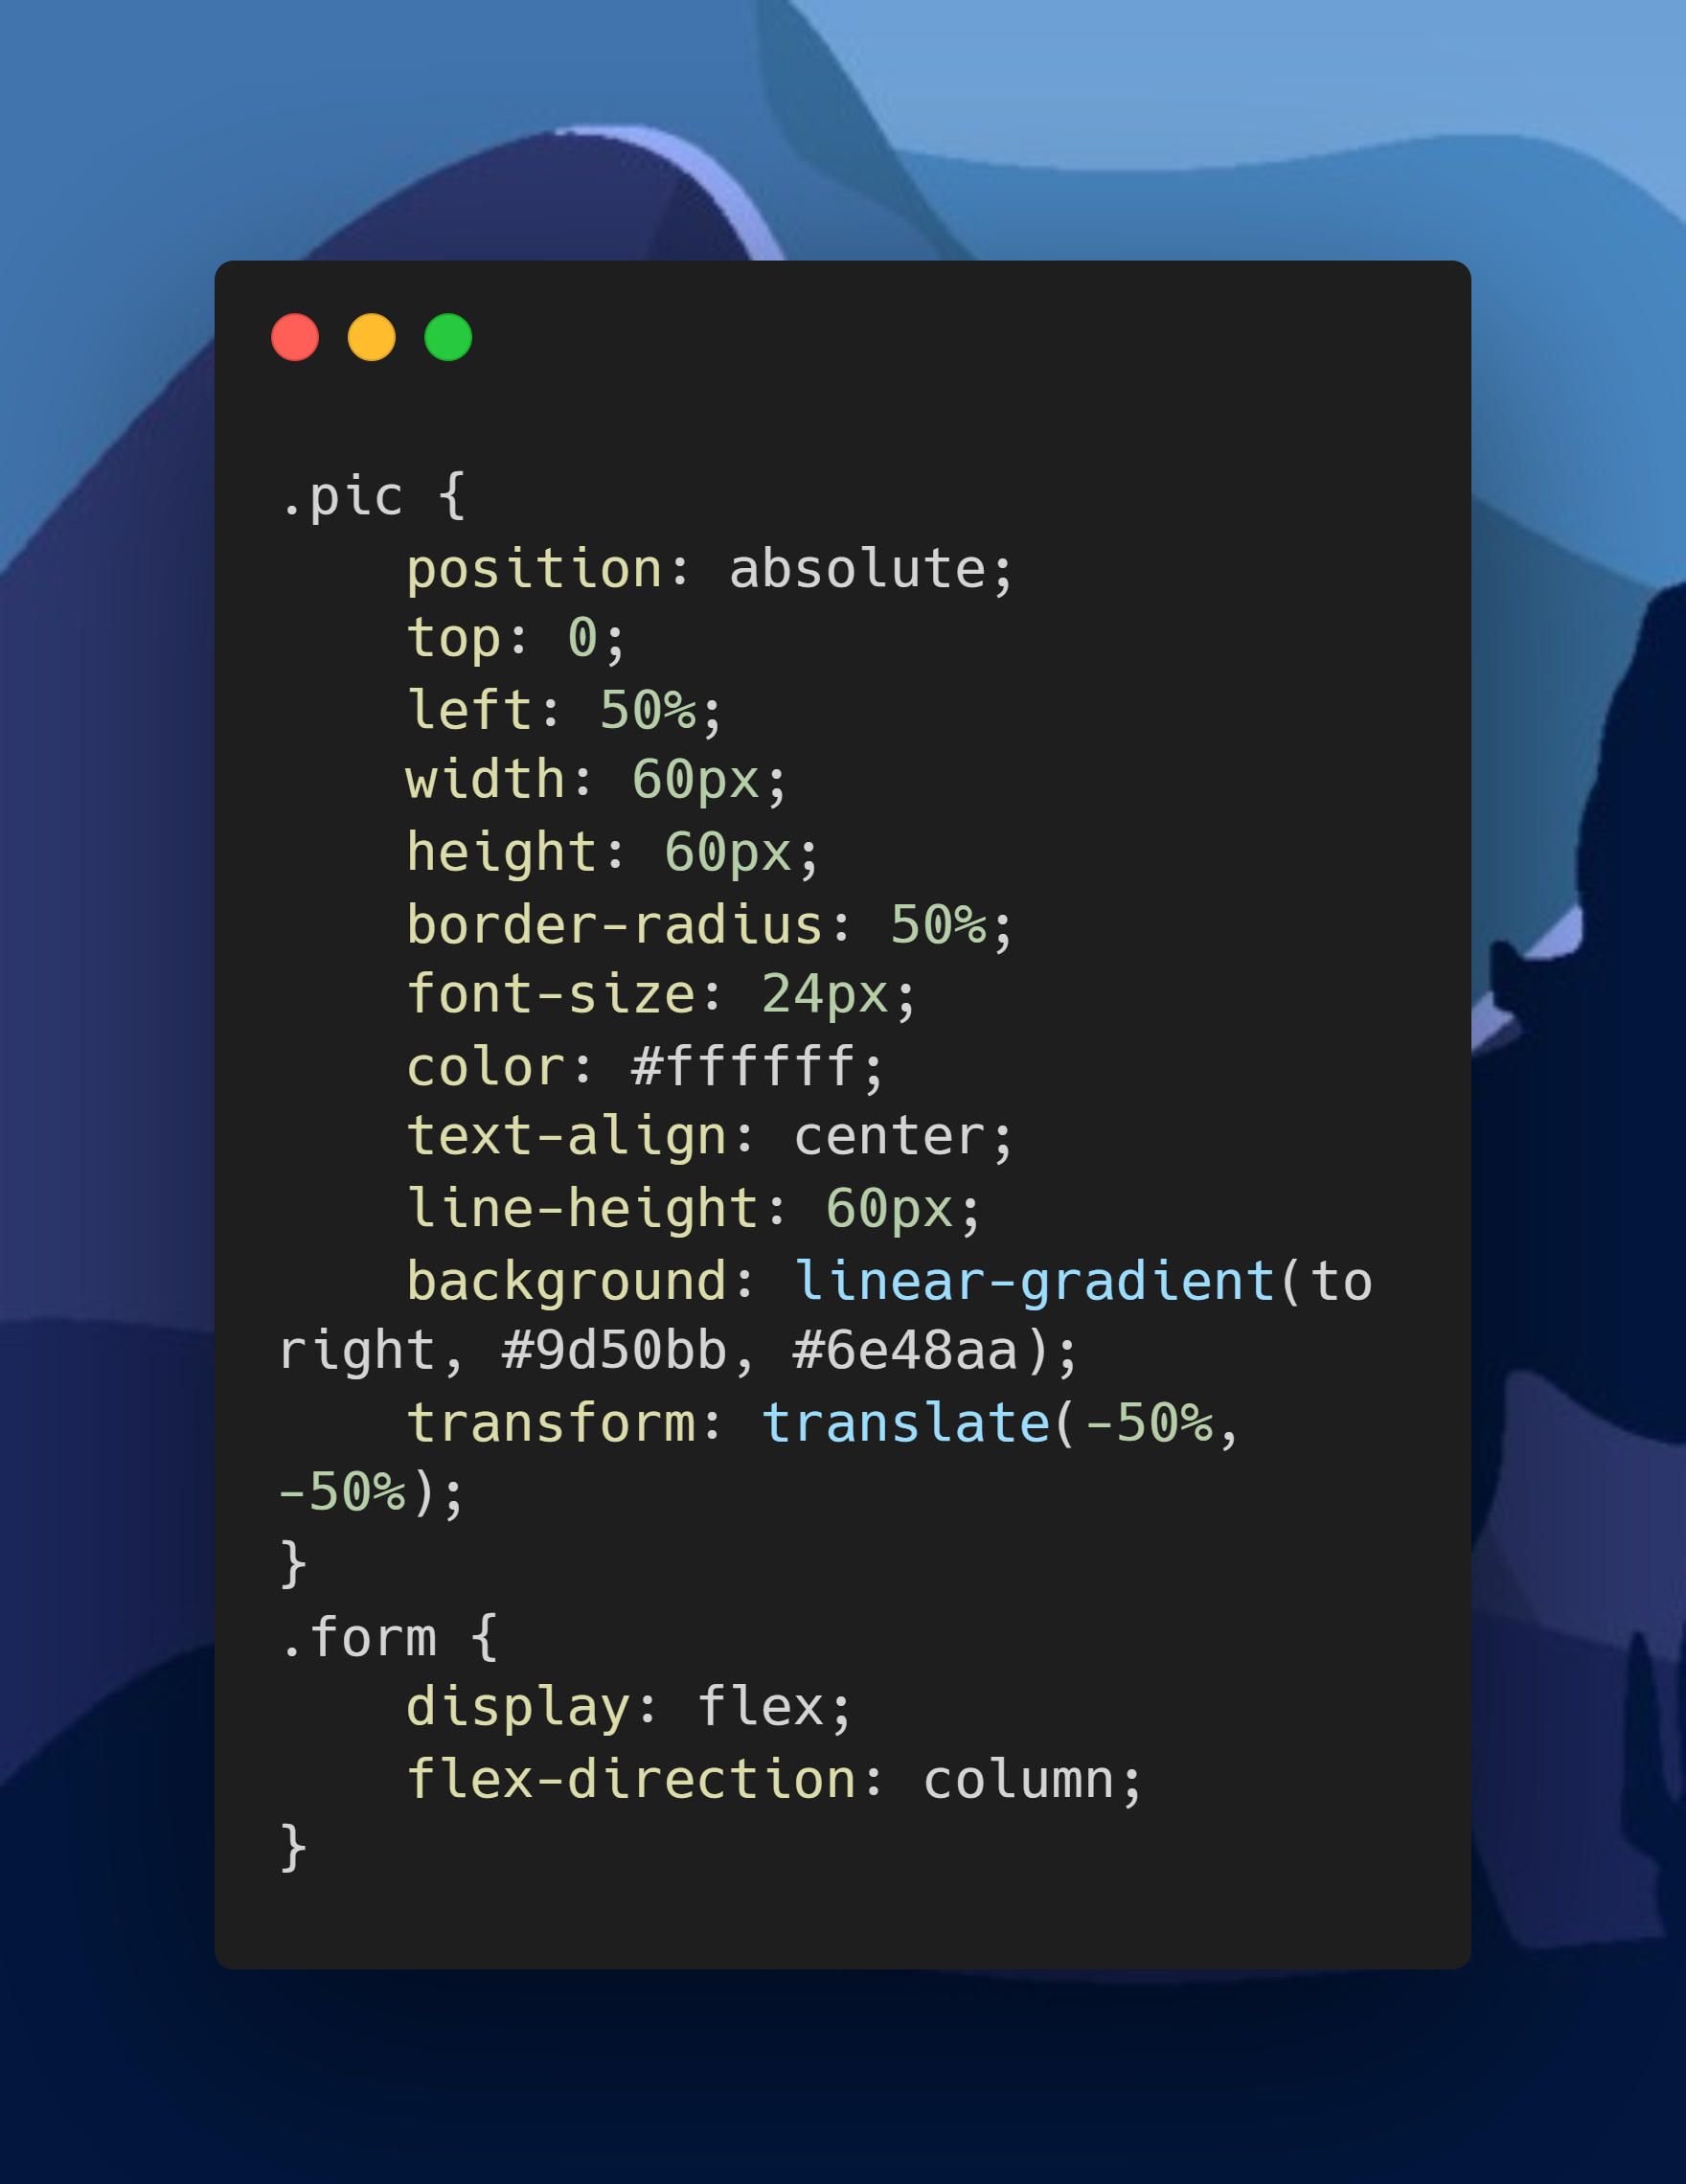 .pic {
    position: absolute;
    top: 0;
    left: 50%;
    width: 60px;
    height: 60px;
    border-radius: 50%;
    font-size: 24px;
    color: #ffffff;
    text-align: center;
    line-height: 60px;
    background: linear-gradient(to
right, #9d50bb, #6e48aa);
    transform: translate(-50%,
-50%);
}
.form {
    display: flex;
    flex-direction: column;
}